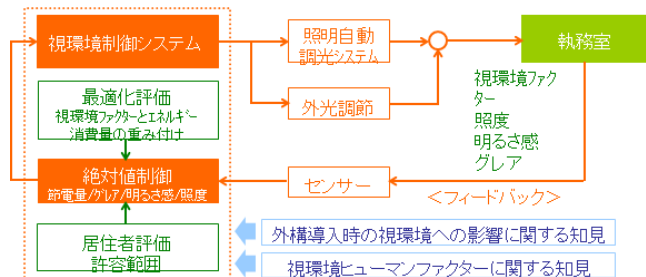 視環境制御システム
照明自動
調光システム
執務室
最適化評価
視環境ファクターとエネルギー
消費量の重み付け
外光調節
視環境ファク
ター
照度
明るさ感
グレア
絶対値制御
節電量/グレア/明るさ感/照度
センサー
<フィードバック>
居住者評価
許容範囲
外構導入時の視環境への影響に関する知見
視環境ヒューマンファクターに関する知見